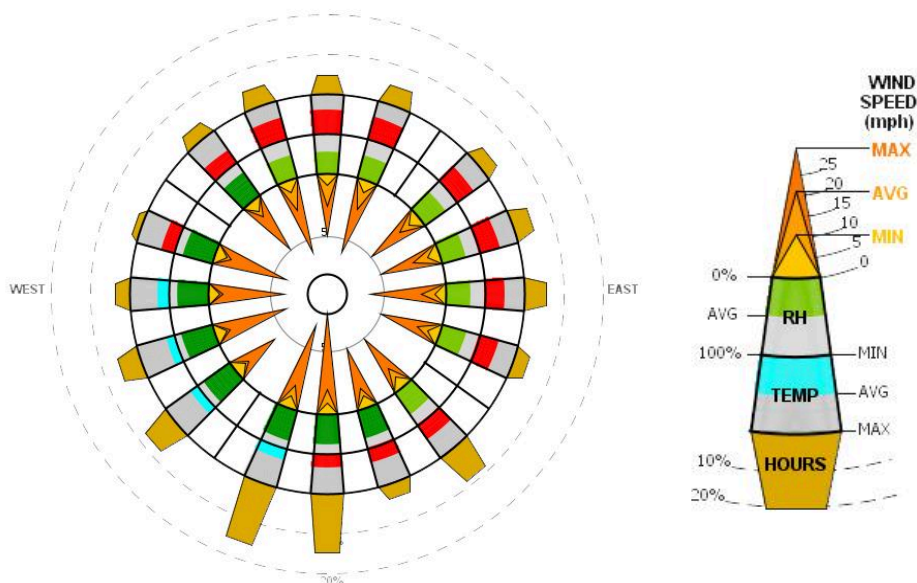 WEST
EAST
5
5
%
20%
WIND
SPEED
(mph)
MAX
25
20
AVG
15
10
MIN
5
0
0%
AVG
RH
100%
MIN
TEMP
AVG
MAX
HOURS
10%
20%